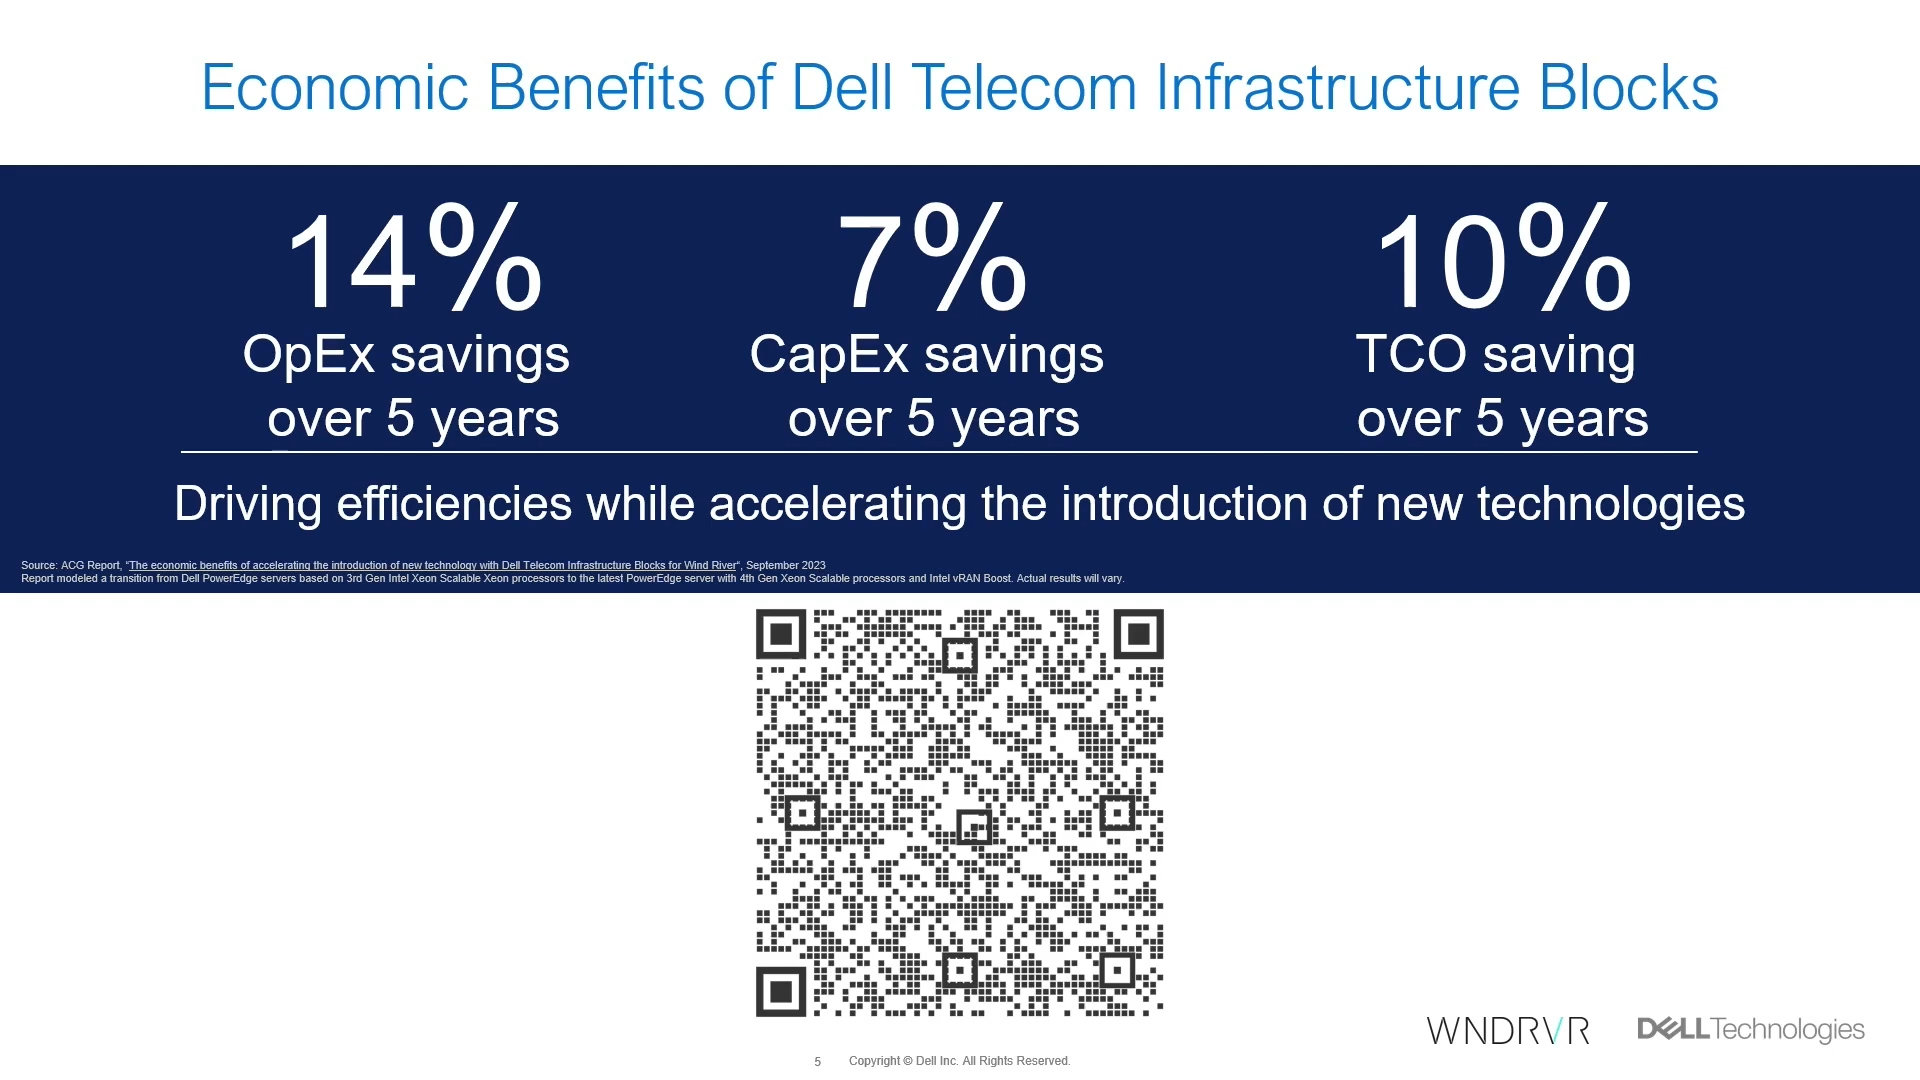 Economic Benefits of Dell Telecom Infrastructure Blocks
14%
OpEx savings
over 5 years
7%
CapEx savings
over 5 years
10%
TCO saving
over 5 years
Driving efficiencies while accelerating the introduction of new technologies
Source: ACG Report, "The economic benefits of accelerating the introduction of new technology with Dell Telecom Infrastructure Blocks for Wind River", September 2023
Report modeled a transition from Dell PowerEdge servers based on 3rd Gen Intel Xeon Scalable Xeon processors to the latest PowerEdge server with 4th Gen Xeon Scalable processors and Intel vRAN Boost. Actual results will vary.
WNDRVR
DELLTechnologies
5 Copyright © Dell Inc. All Rights Reserved.